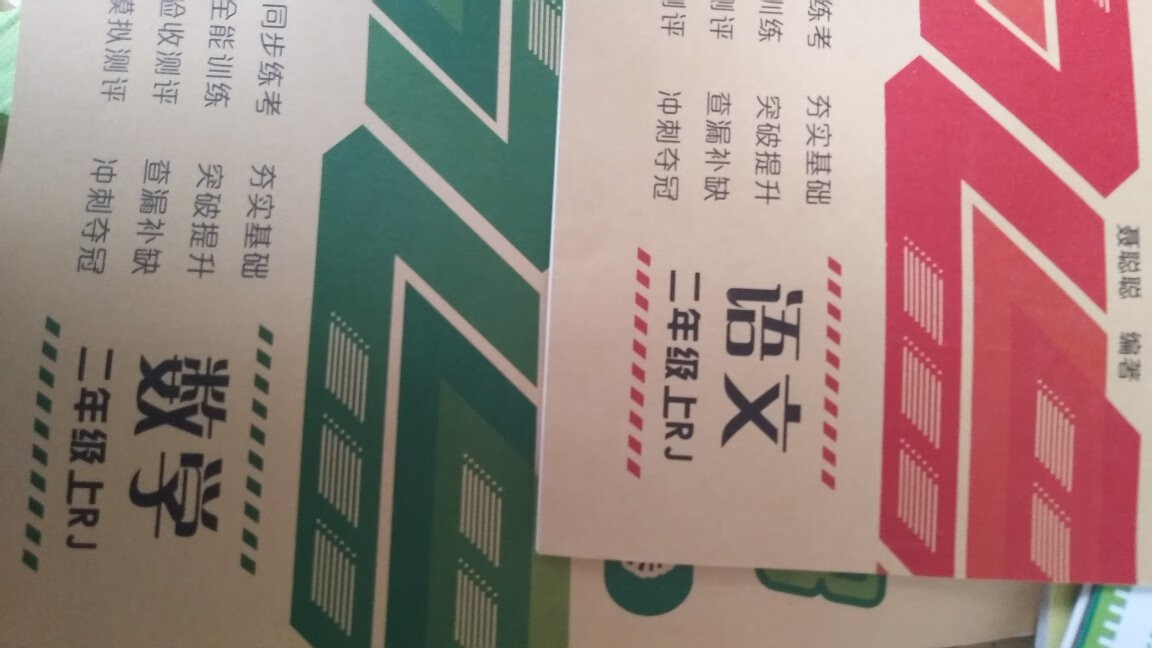 同步练考 夯实基础
全能训练 突破提升
验收测评 查漏补缺
模拟测评 冲刺夺冠
数学
二年级上RJ
聂聪聪 编著
练考 夯实基础
训练 突破提升
测评 查漏补缺
测评 冲刺夺冠
语文
二年级上RJ